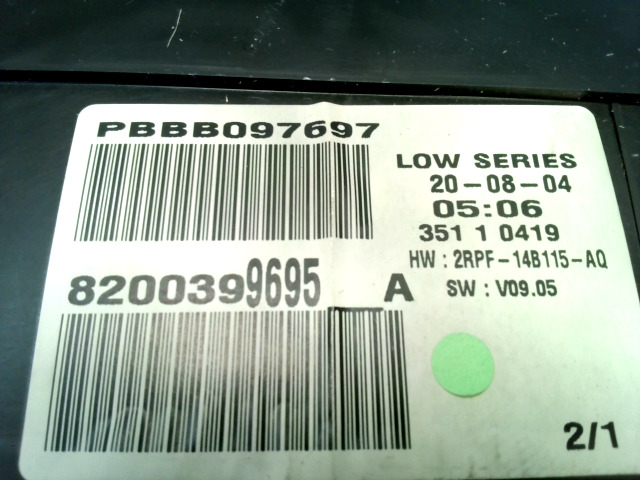 PBBB097697
LOW SERIES
20-08-04
05:06
351 1 0419
HW : 2RPF-14B115-AQ
8200399695 __A
SW : V09.05
2/1